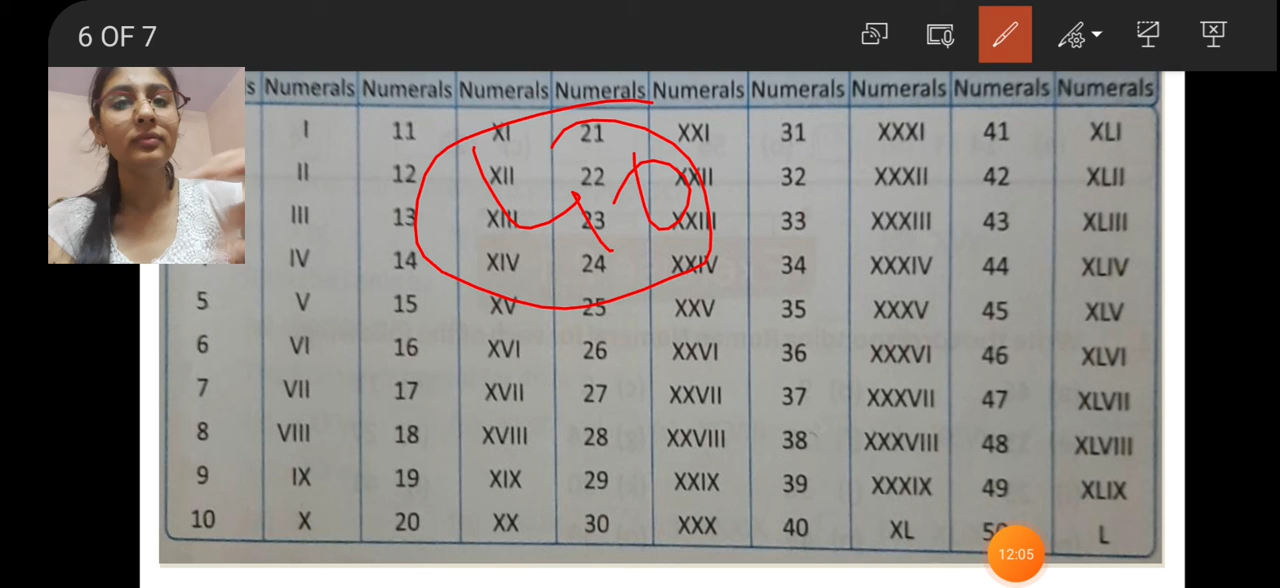 6 OF 7
s Numerals Numerals Numerals Numerals Numerals Numerals Numerals Numerals Numerals
I 11 XI 21 XXI 31 XXXI 41 XLI
II 12 XII 22 XXII 32 XXXII 42 XLII
III 13 XIII 23 XXIII 33 XXXIII 43 XLIII
IV 14 XIV 24 XXIV 34 XXXIV 44 XLIV
5 V 15 XV 25 XXV 35 XXXV 45 XLV
6 VI 16 XVI 26 XXVI 36 XXXVI 46 XLVI
7 VII 17 XVII 27 XXVII 37 XXXVII 47 XLVII
8 VIII 18 XVIII 28 XXVIII 38 XXXVIII 48 XLVIII
9 IX 19 XIX 29 XXIX 39 XXXIX 49 XLIX
10 X 20 XX 30 XXX 40 XL L
12:05